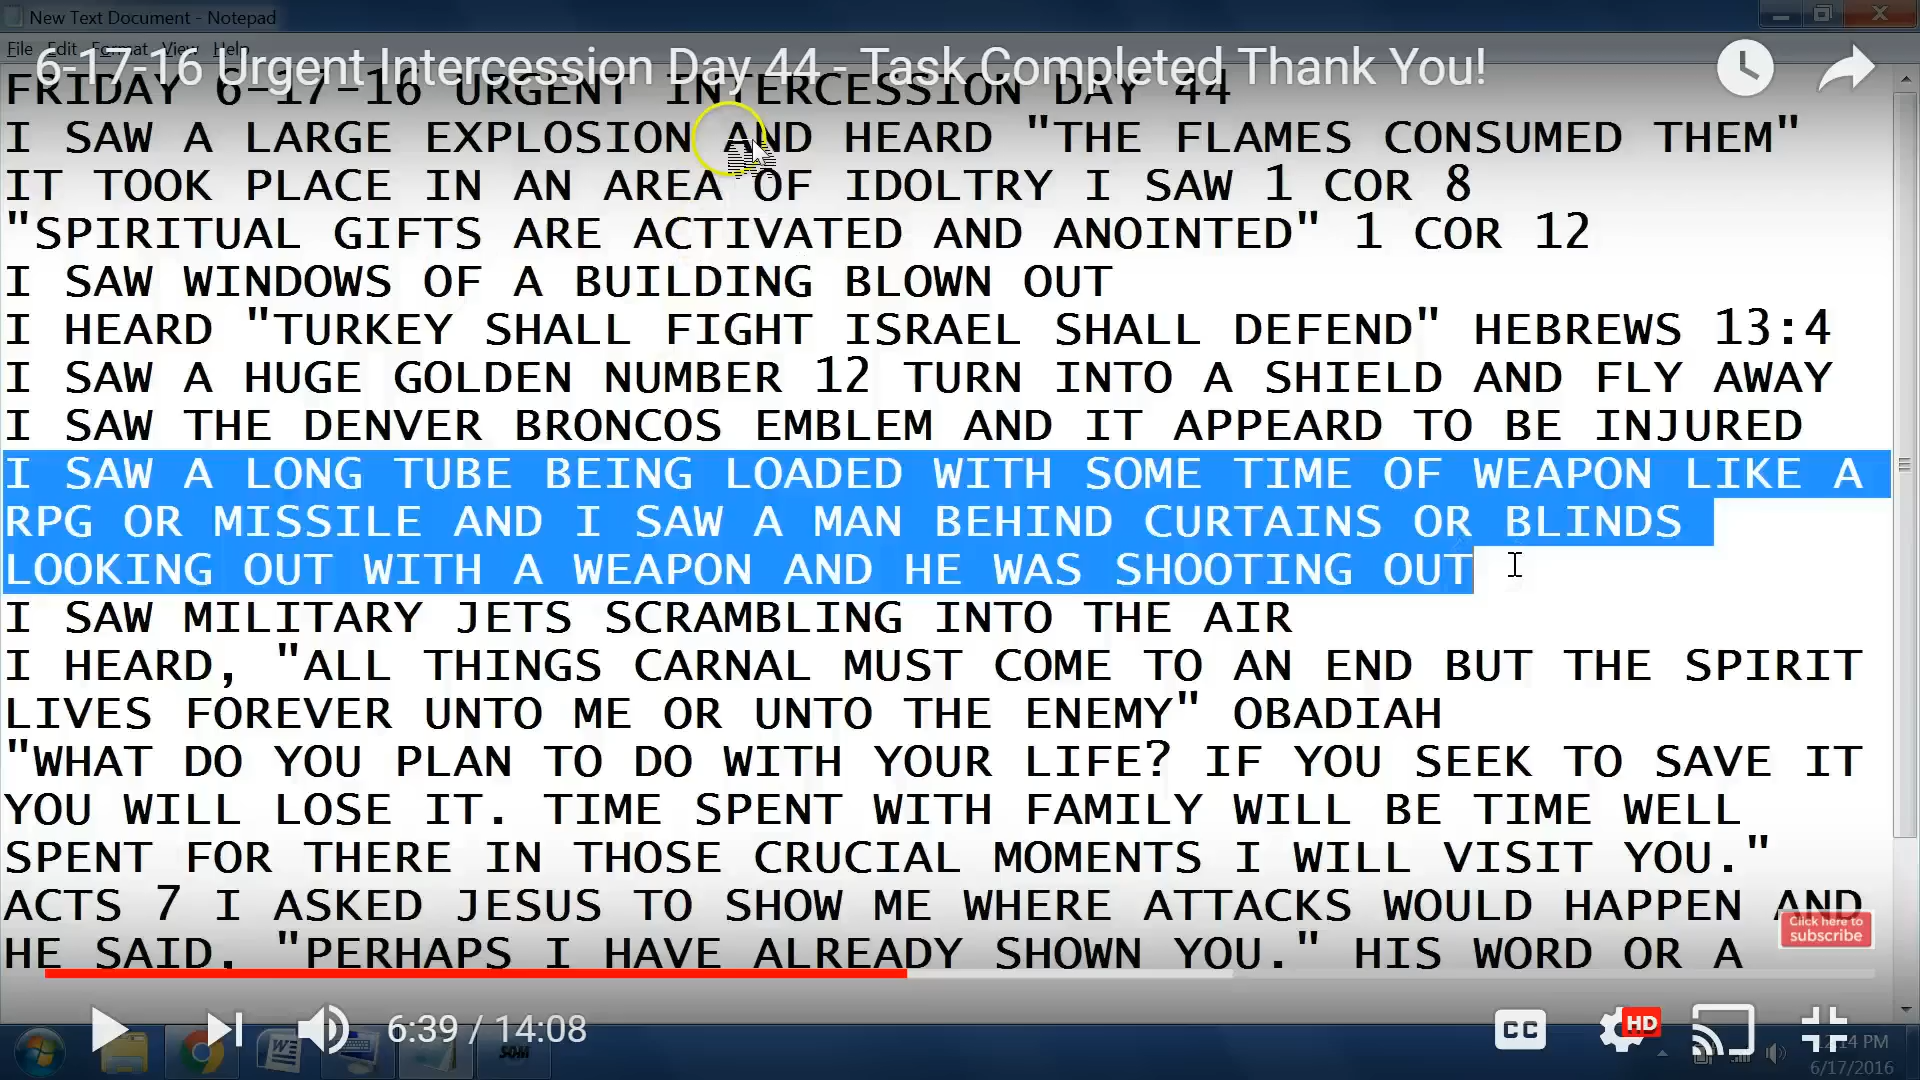 New Text Document - Notepad
File Edit Format View Help
6-17-16 Urgent Intercession Day 44 - Task Completed Thank You!
FRIDAY 6-17-16 URGENT INTERCESSION DAY 44
I SAW A LARGE EXPLOSION AND HEARD "THE FLAMES CONSUMED THEM"
IT TOOK PLACE IN AN AREA OF IDOLTRY I SAW 1 COR 8
"SPIRITUAL GIFTS ARE ACTIVATED AND ANOINTED" 1 COR 12
I SAW WINDOWS OF A BUILDING BLOWN OUT
I HEARD "TURKEY SHALL FIGHT ISRAEL SHALL DEFEND" HEBREWS 13:4
I SAW A HUGE GOLDEN NUMBER 12 TURN INTO A SHIELD AND FLY AWAY
I SAW THE DENVER BRONCOS EMBLEM AND IT APPEARD TO BE INJURED
I SAW A LONG TUBE BEING LOADED WITH SOME TIME OF WEAPON LIKE A
RPG OR MISSILE AND I SAW A MAN BEHIND CURTAINS OR BLINDS
LOOKING OUT WITH A WEAPON AND HE WAS SHOOTING OUT
I SAW MILITARY JETS SCRAMBLING INTO THE AIR
I HEARD, "ALL THINGS CARNAL MUST COME TO AN END BUT THE SPIRIT
LIVES FOREVER UNTO ME OR UNTO THE ENEMY" OBADIAH
"WHAT DO YOU PLAN TO DO WITH YOUR LIFE? IF YOU SEEK TO SAVE IT
YOU WILL LOSE IT. TIME SPENT WITH FAMILY WILL BE TIME WELL
SPENT FOR THERE IN THOSE CRUCIAL MOMENTS I WILL VISIT YOU."
ACTS 7 I ASKED JESUS TO SHOW ME WHERE ATTACKS WOULD HAPPEN AND
HE SAID, "PERHAPS I HAVE ALREADY SHOWN YOU." HIS WORD OR A
Click here to
subscribe
6:39 / 14:08
CC
HD
SOM
12:14 PM
6/17/2016